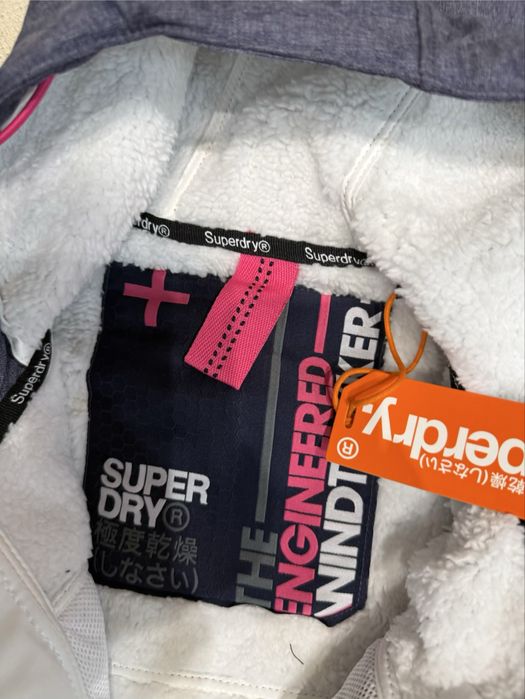 Superdry®
Superdry®
Superdry®
SUPER
DRY®
極度乾燥
(しなさい)
THE
ENGINEERED
®
perdry.
乾燥(しなさい)